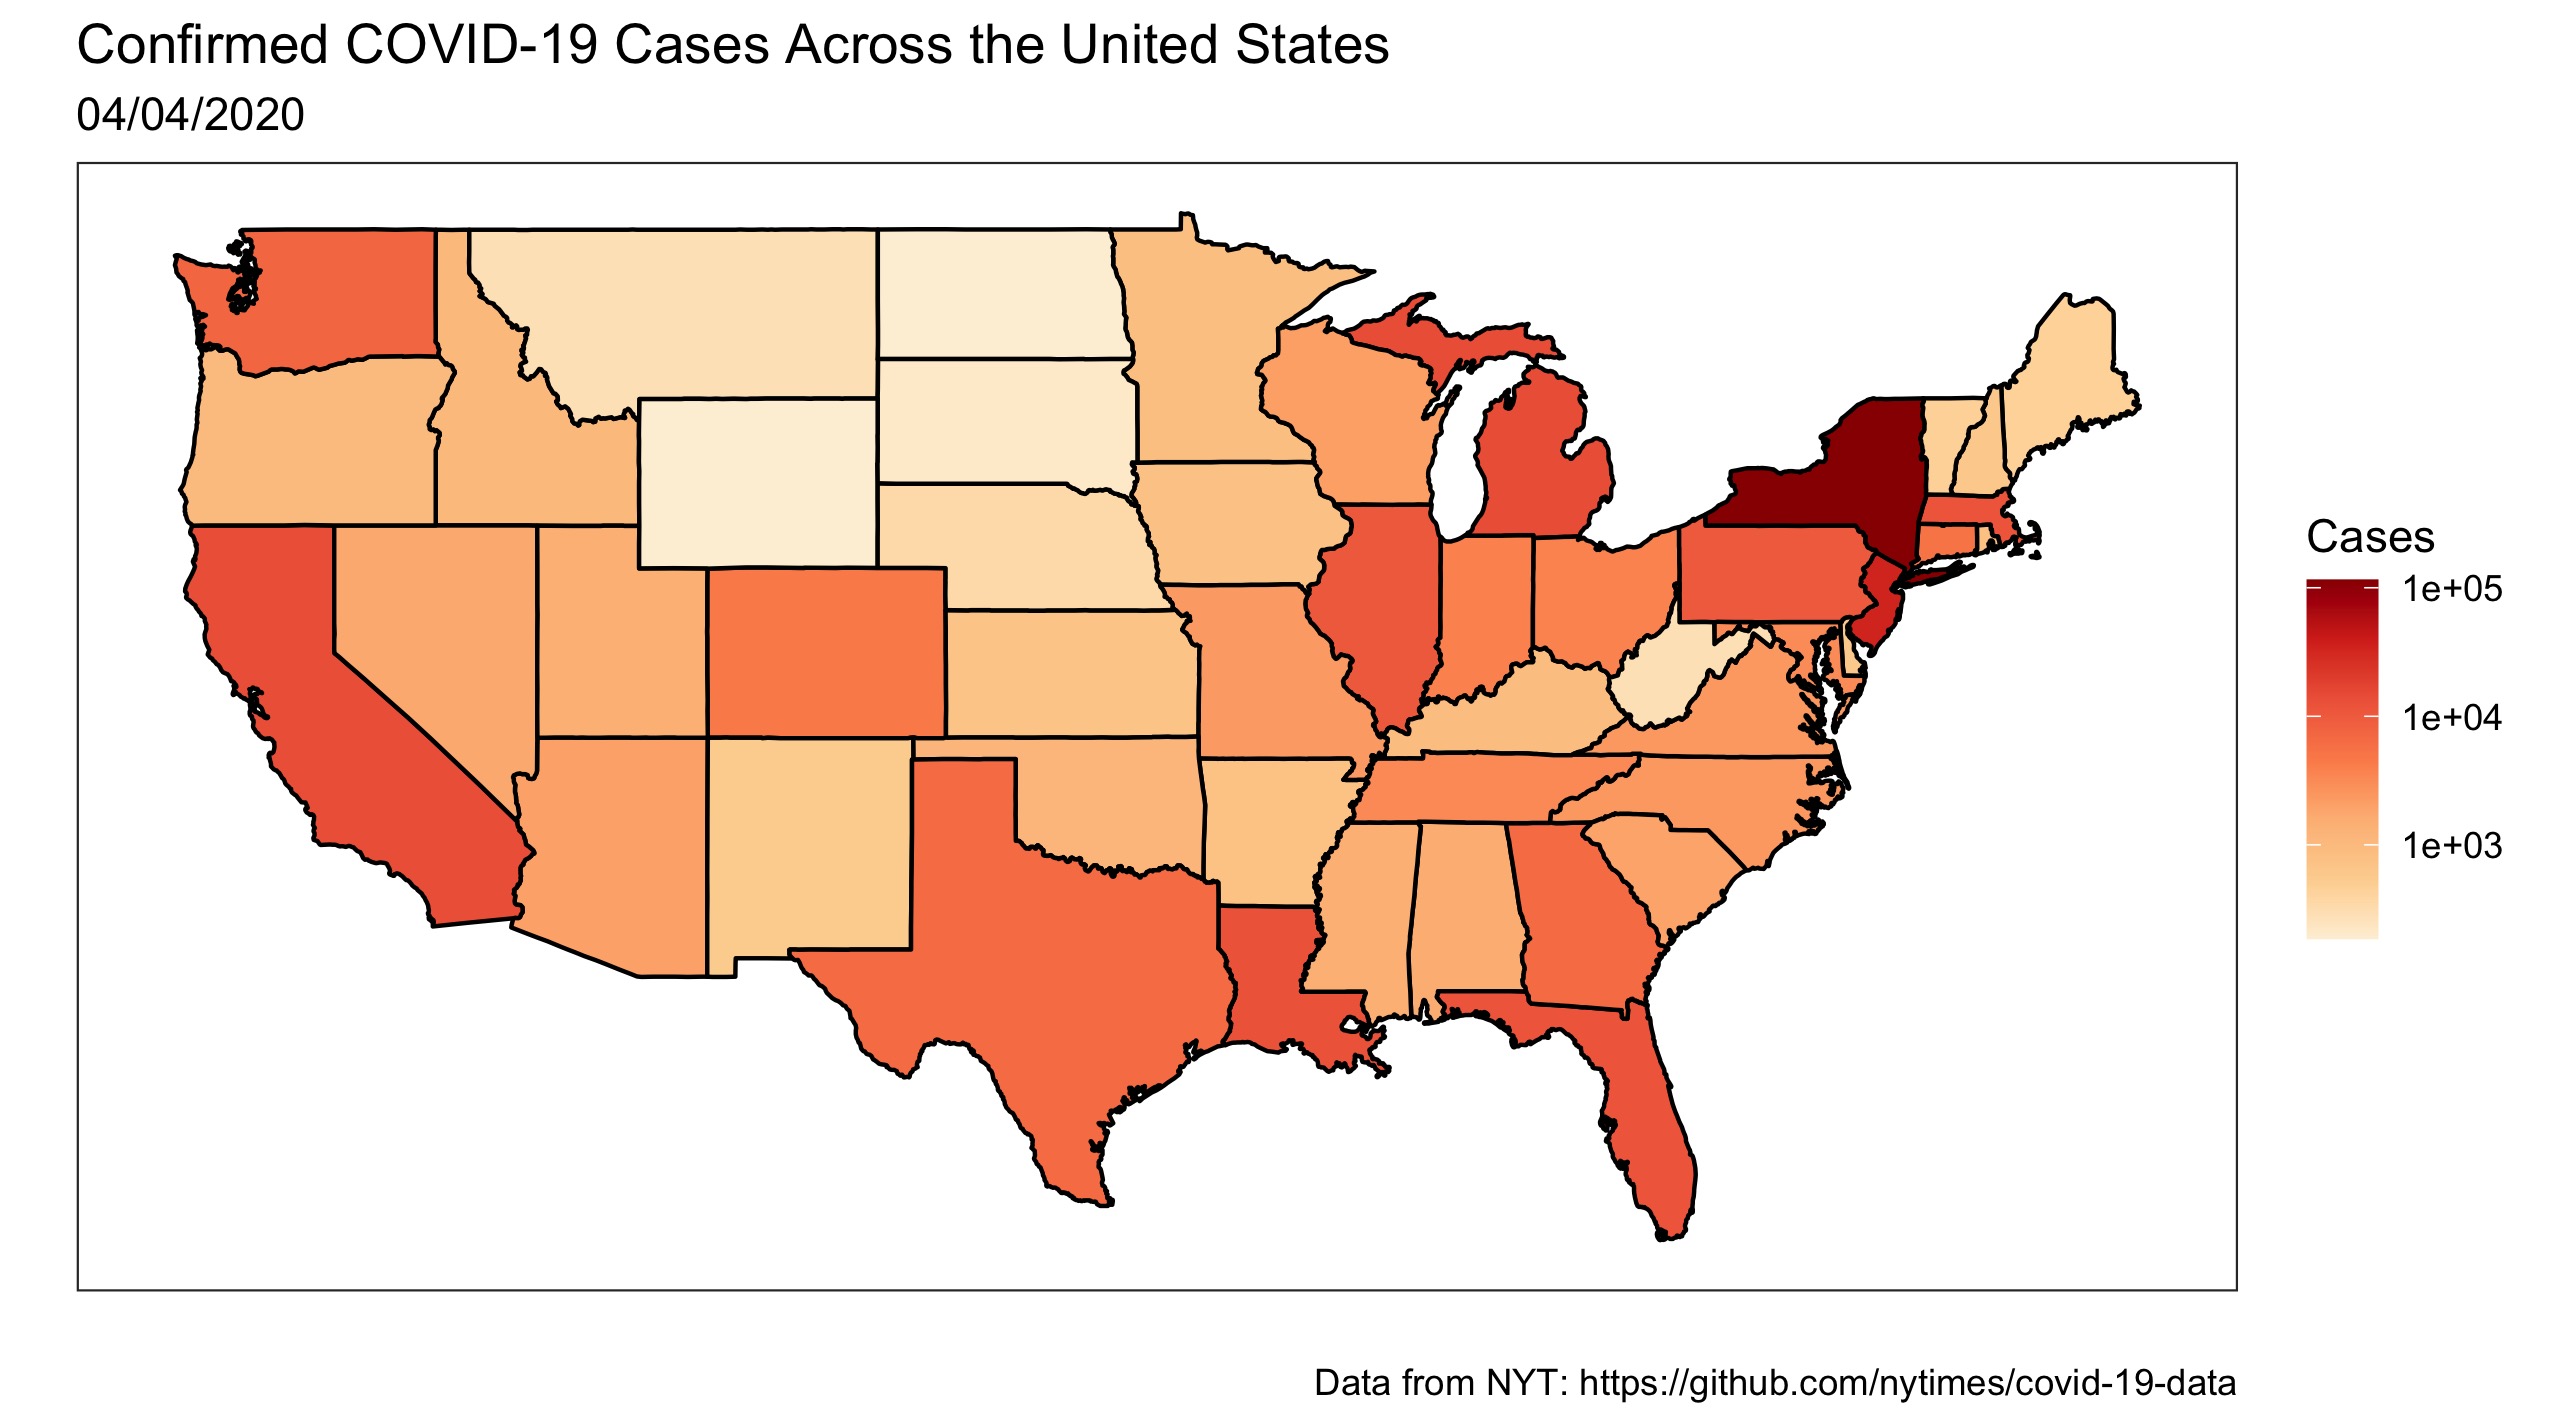 Confirmed COVID-19 Cases Across the United States
04/04/2020
Cases
1e+05
1e+04
1e+03
Data from NYT: https://github.com/nytimes/covid-19-data